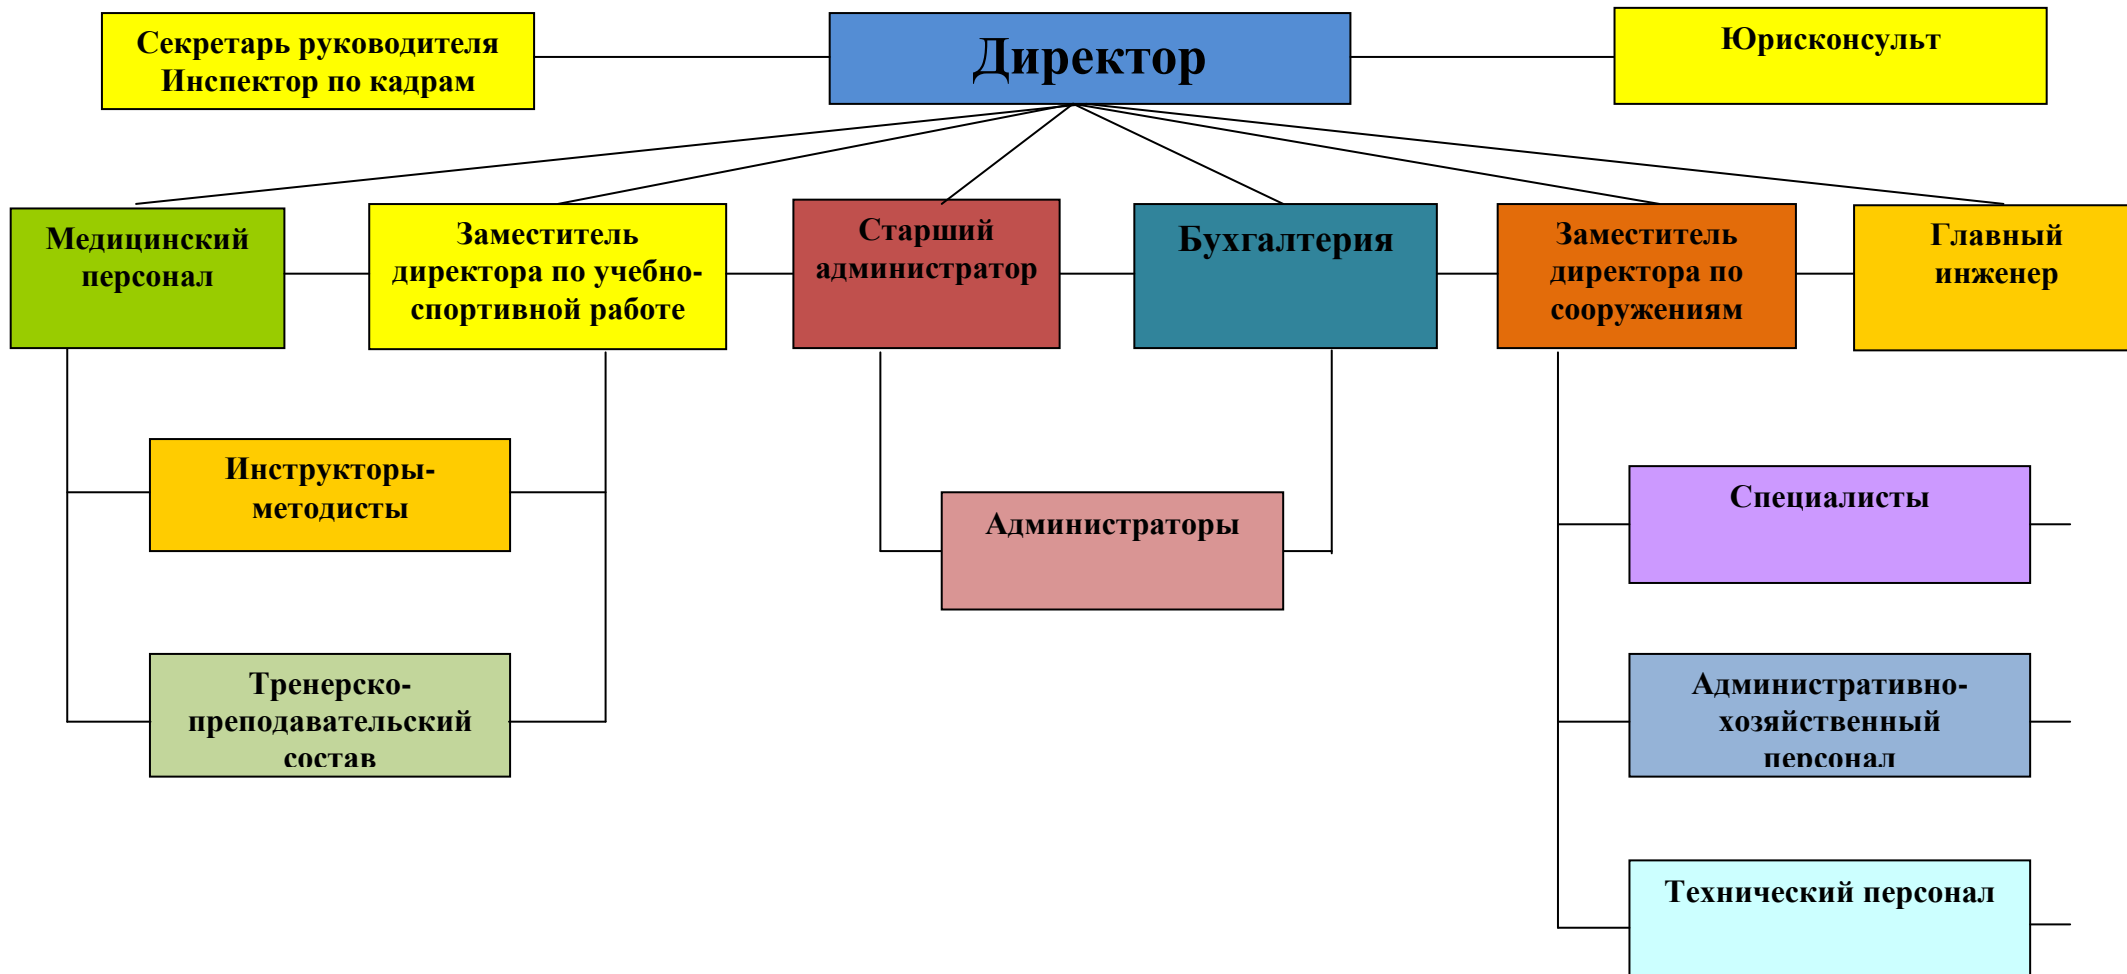 Секретарь руководителя
Инспектор по кадрам
Директор
Юрисконсульт
Медицинский
персонал
Заместитель
директора по учебно-
спортивной работе
Старший
администратор
Бухгалтерия
Заместитель
директора по
сооружениям
Главный
инженер
Инструкторы-
методисты
Администраторы
Специалисты
Тренерско-
преподавательский
состав
Административно-
хозяйственный
персонал
Технический персонал